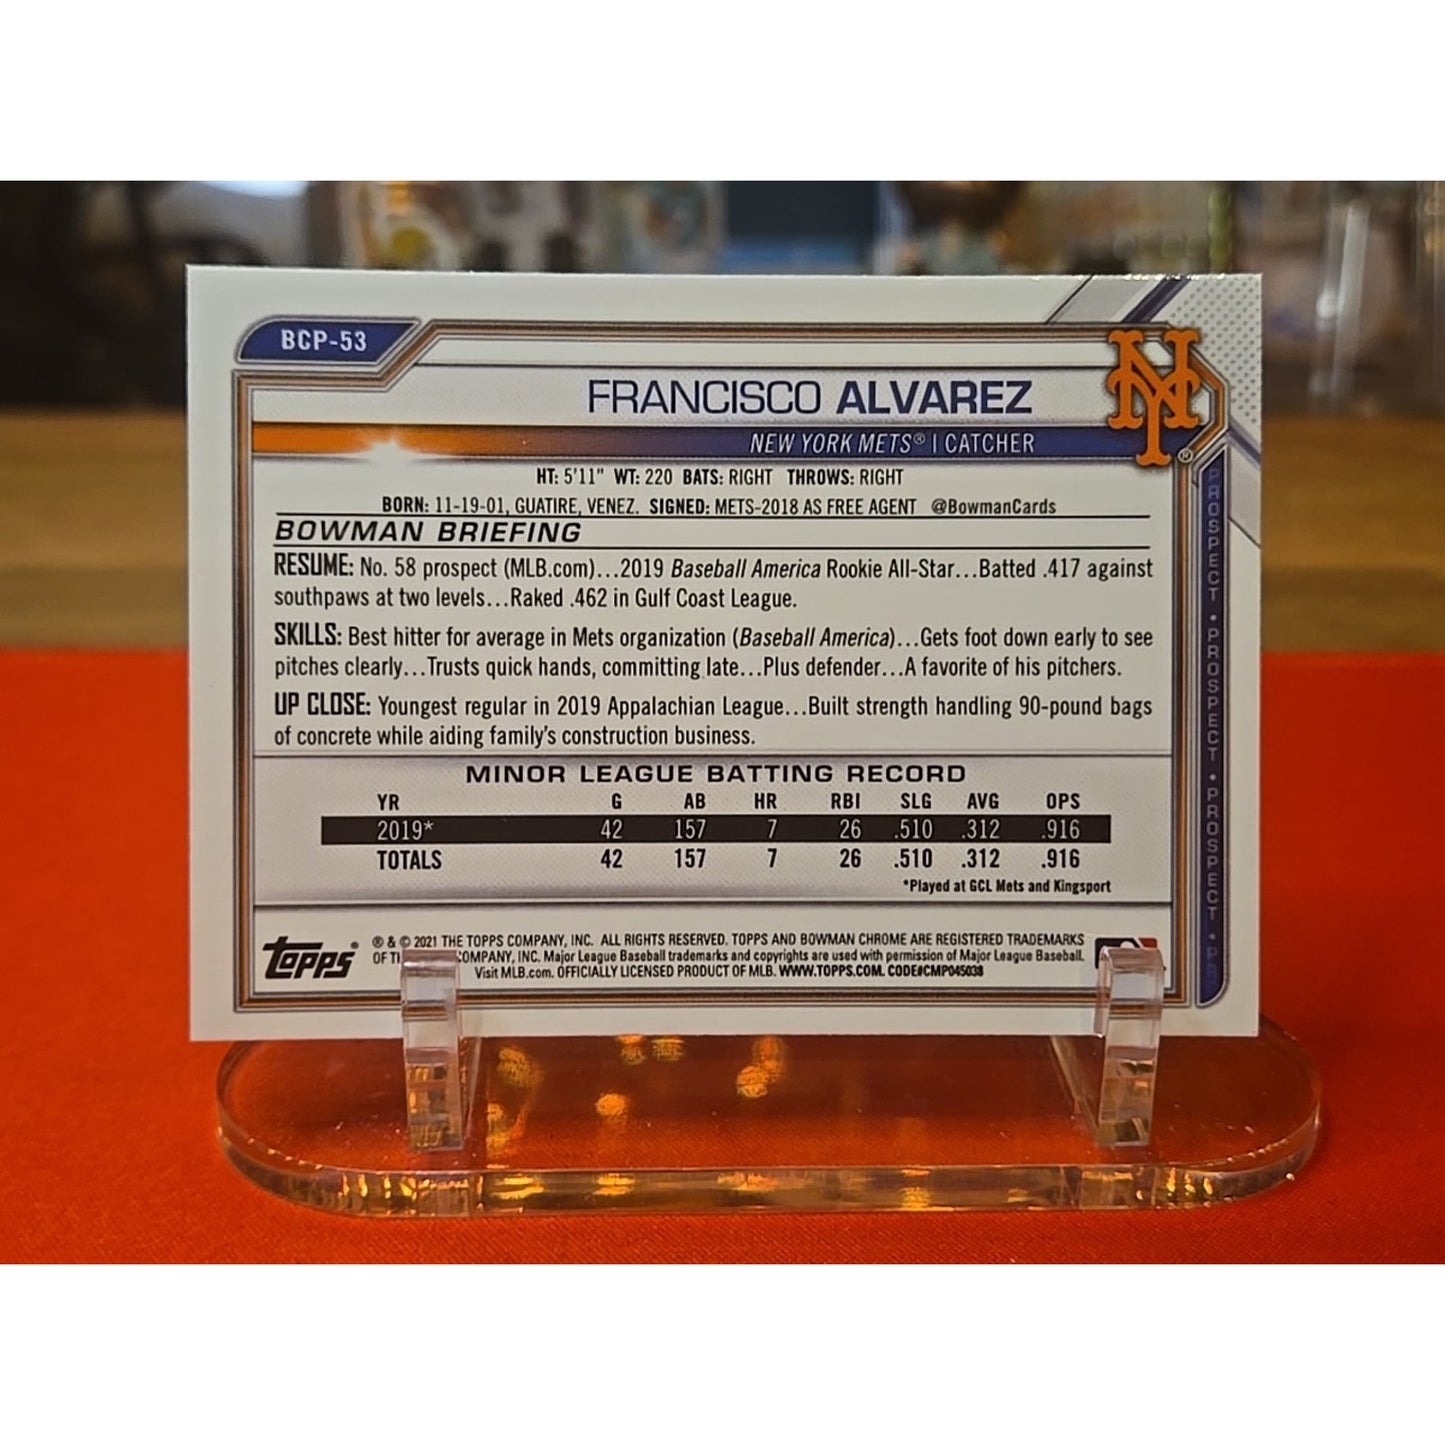 BCP-53
FRANCISCO ALVAREZ
NY
NEW YORK METS® | CATCHER
HT: 5'11" WT: 220 BATS: RIGHT THROWS: RIGHT
BORN: 11-19-01, GUATIRE, VENEZ. SIGNED: METS-2018 AS FREE AGENT @BowmanCards
BOWMAN BRIEFING
RESUME: No. 58 prospect (MLB.com)...2019 Baseball America Rookie All-Star...Batted .417 against
southpaws at two levels...Raked .462 in Gulf Coast League.
SKILLS: Best hitter for average in Mets organization (Baseball America)...Gets foot down early to see
pitches clearly...Trusts quick hands, committing late...Plus defender...A favorite of his pitchers.
UP CLOSE: Youngest regular in 2019 Appalachian League...Built strength handling 90-pound bags
of concrete while aiding family's construction business.
MINOR LEAGUE BATTING RECORD
YR G AB HR RBI SLG AVG OPS
2019* 42 157 7 26 .510 .312 .916
TOTALS 42 157 7 26 .510 .312 .916
*Played at GCL Mets and Kingsport
Topps®
® & © 2021 THE TOPPS COMPANY, INC. ALL RIGHTS RESERVED. TOPPS AND BOWMAN CHROME ARE REGISTERED TRADEMARKS
OF COMPANY, INC. Major League Baseball trademarks and copyrights are used with permission of Major League Baseball.
Visit MLB.com. OFFICIALLY LICENSED PRODUCT OF MLB. WWW.TOPPS.COM. CODE#CMP045038
PROSPECT • PROSPECT • PROSPECT • PR